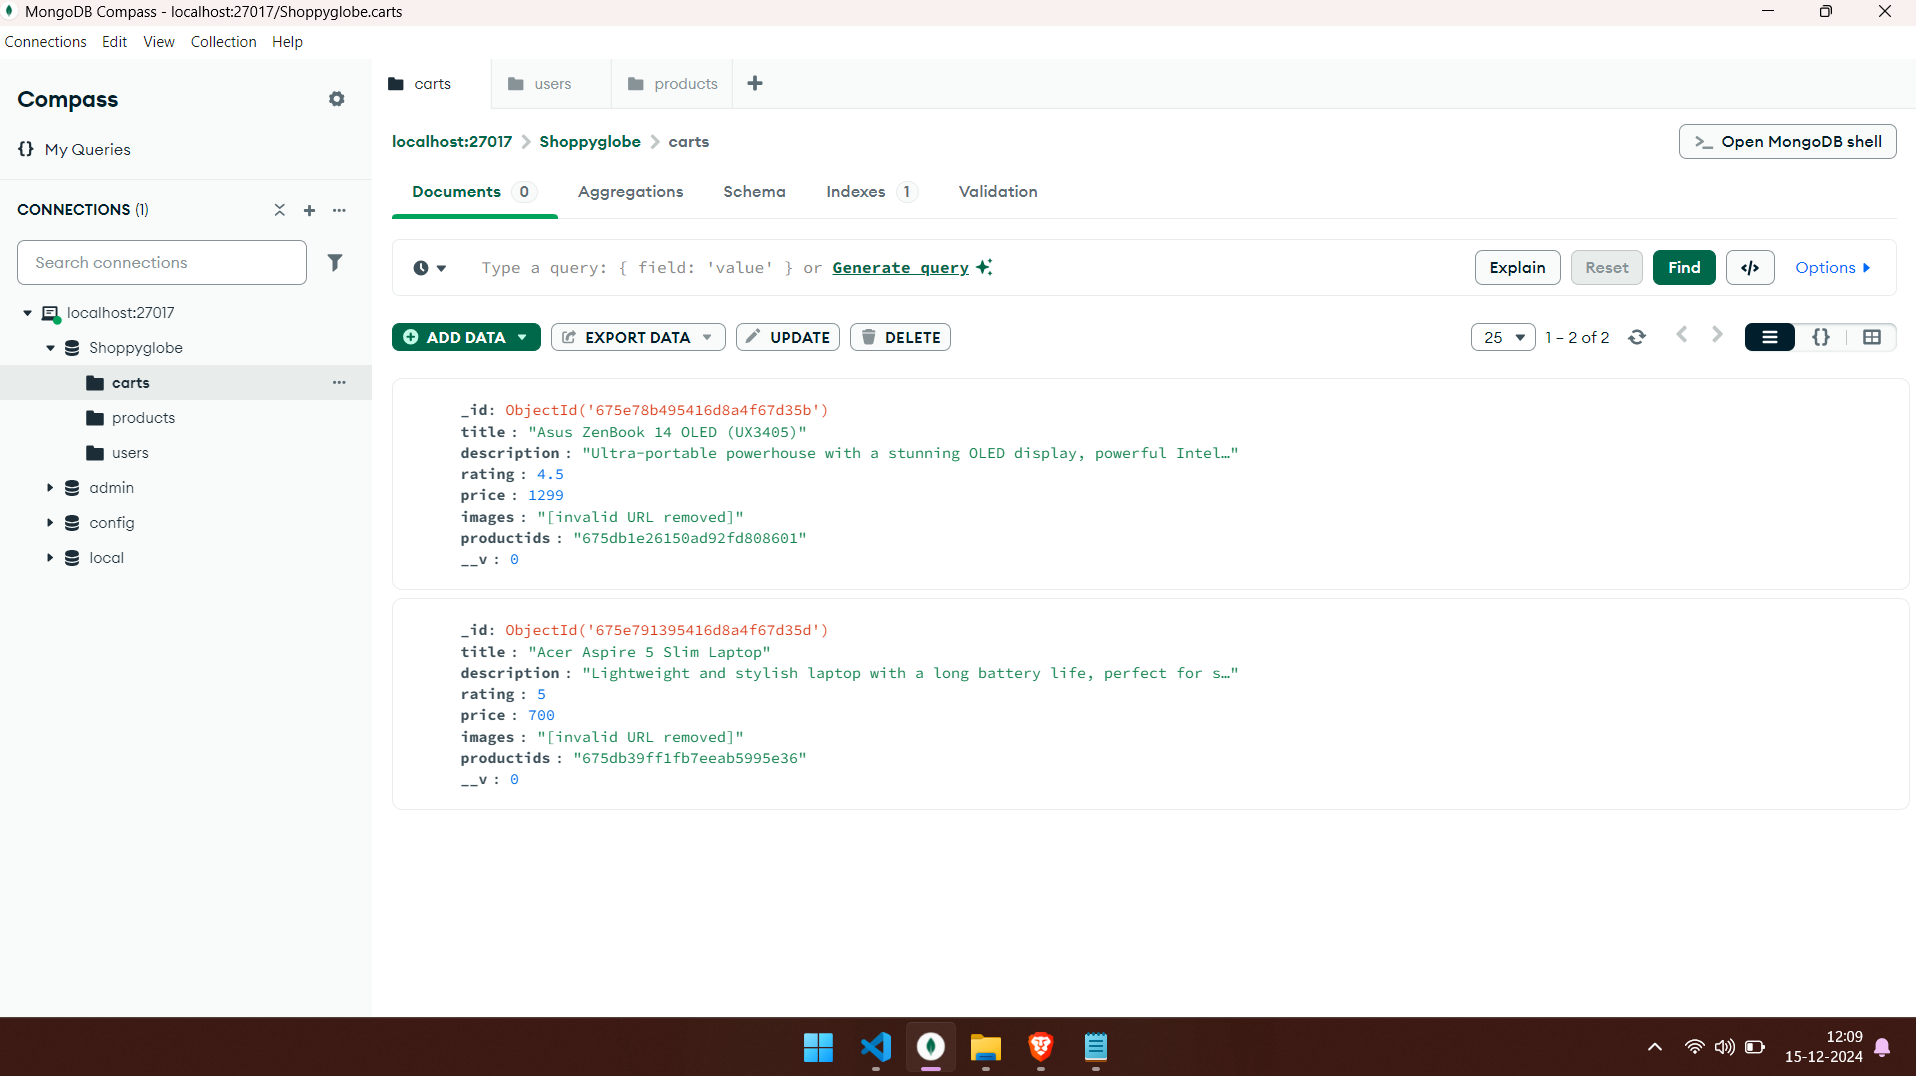 MongoDB Compass - localhost:27017/Shoppyglobe.carts
Connections Edit View Collection Help
Compass
My Queries
CONNECTIONS (1)
Search connections
localhost:27017
Shoppyglobe
carts
products
users
admin
config
local
carts users products
localhost:27017 > Shoppyglobe > carts
>_ Open MongoDB shell
Documents 0 Aggregations Schema Indexes 1 Validation
Type a query: { field: 'value' } or Generate query
Explain Reset Find </> Options
ADD DATA EXPORT DATA UPDATE DELETE
25 1 – 2 of 2 {}
_id: ObjectId('675e78b495416d8a4f67d35b')
title : "Asus ZenBook 14 OLED (UX3405)"
description : "Ultra-portable powerhouse with a stunning OLED display, powerful Intel…"
rating : 4.5
price : 1299
images : "[invalid URL removed]"
productids : "675db1e26150ad92fd808601"
__v : 0
_id: ObjectId('675e791395416d8a4f67d35d')
title : "Acer Aspire 5 Slim Laptop"
description : "Lightweight and stylish laptop with a long battery life, perfect for s…"
rating : 5
price : 700
images : "[invalid URL removed]"
productids : "675db39ff1fb7eeab5995e36"
__v : 0
12:09
15-12-2024